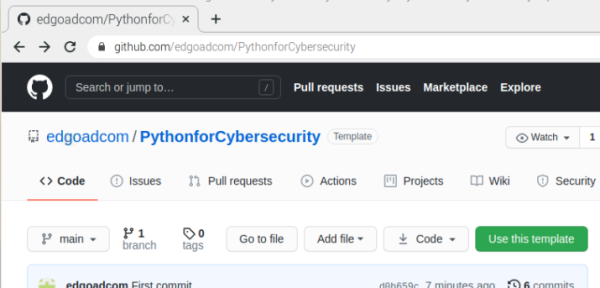 edgoadcom/PythonforCy
github.com/edgoadcom/PythonforCybersecurity
Search or jump to… / Pull requests Issues Marketplace Explore
edgoadcom / PythonforCybersecurity Template Watch 1
Code Issues Pull requests Actions Projects Wiki Security
main 1 branch 0 tags Go to file Add file Code Use this template
edgoadcom First commit d0b659c 7 minutes ago 6 commits